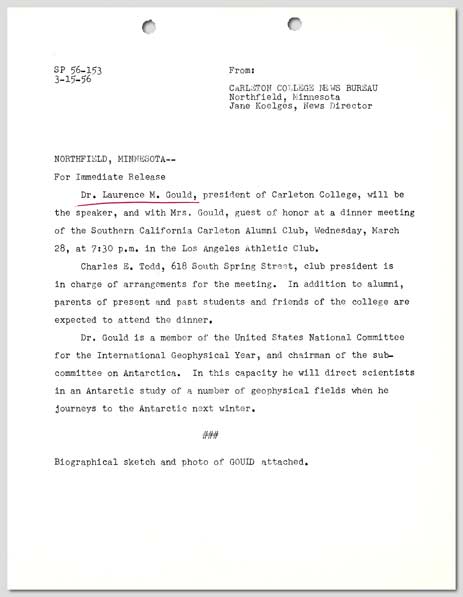 SP 56-153
3-15-56
From:
CARLETON COLLEGE NEWS BUREAU
Northfield, Minnesota
Jane Koelges, News Director
NORTHFIELD, MINNESOTA--
For Immediate Release
Dr. Laurence M. Gould, president of Carleton College, will be
the speaker, and with Mrs. Gould, guest of honor at a dinner meeting
of the Southern California Carleton Alumni Club, Wednesday, March
28, at 7:30 p.m. in the Los Angeles Athletic Club.
Charles E. Todd, 618 South Spring Street, club president is
in charge of arrangements for the meeting. In addition to alumni,
parents of present and past students and friends of the college are
expected to attend the dinner.
Dr. Gould is a member of the United States National Committee
for the International Geophysical Year, and chairman of the sub-
committee on Antarctica. In this capacity he will direct scientists
in an Antarctic study of a number of geophysical fields when he
journeys to the Antarctic next winter.
###
Biographical sketch and photo of GOULD attached.